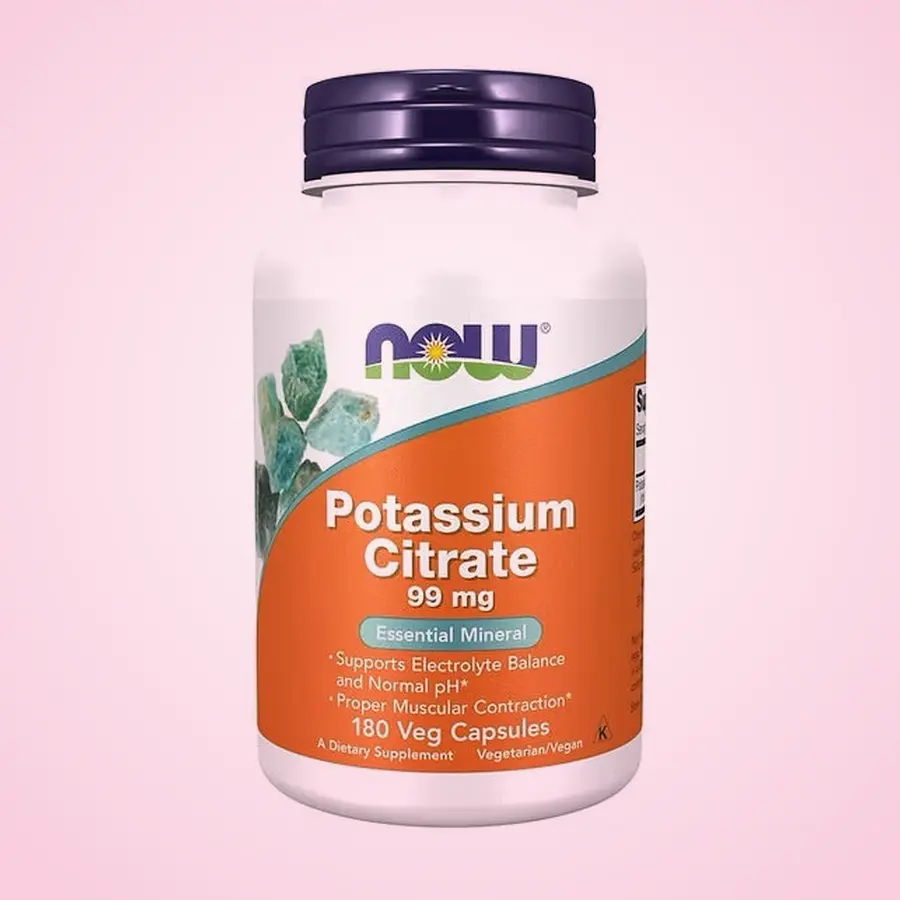 NOW®
Potassium
Citrate
99 mg
Essential Mineral
· Supports Electrolyte Balance
and Normal pH*
· Proper Muscular Contraction*
180 Veg Capsules
A Dietary Supplement Vegetarian/Vegan
K